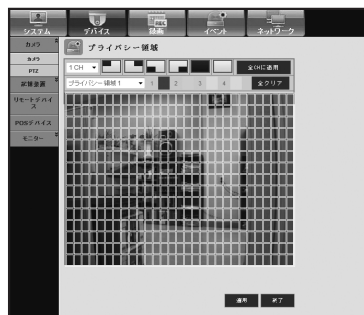 システム デバイス 録画 イベント ネットワーク
REC
カメラ
プライバシー領域
カメラ
1 CH 全CHに適用
PTZ
プライバシー領域 1 1 2 3 4 全クリア
記録装置
リモートデバイ
ス
POSデバイス
モニター
適用 終了